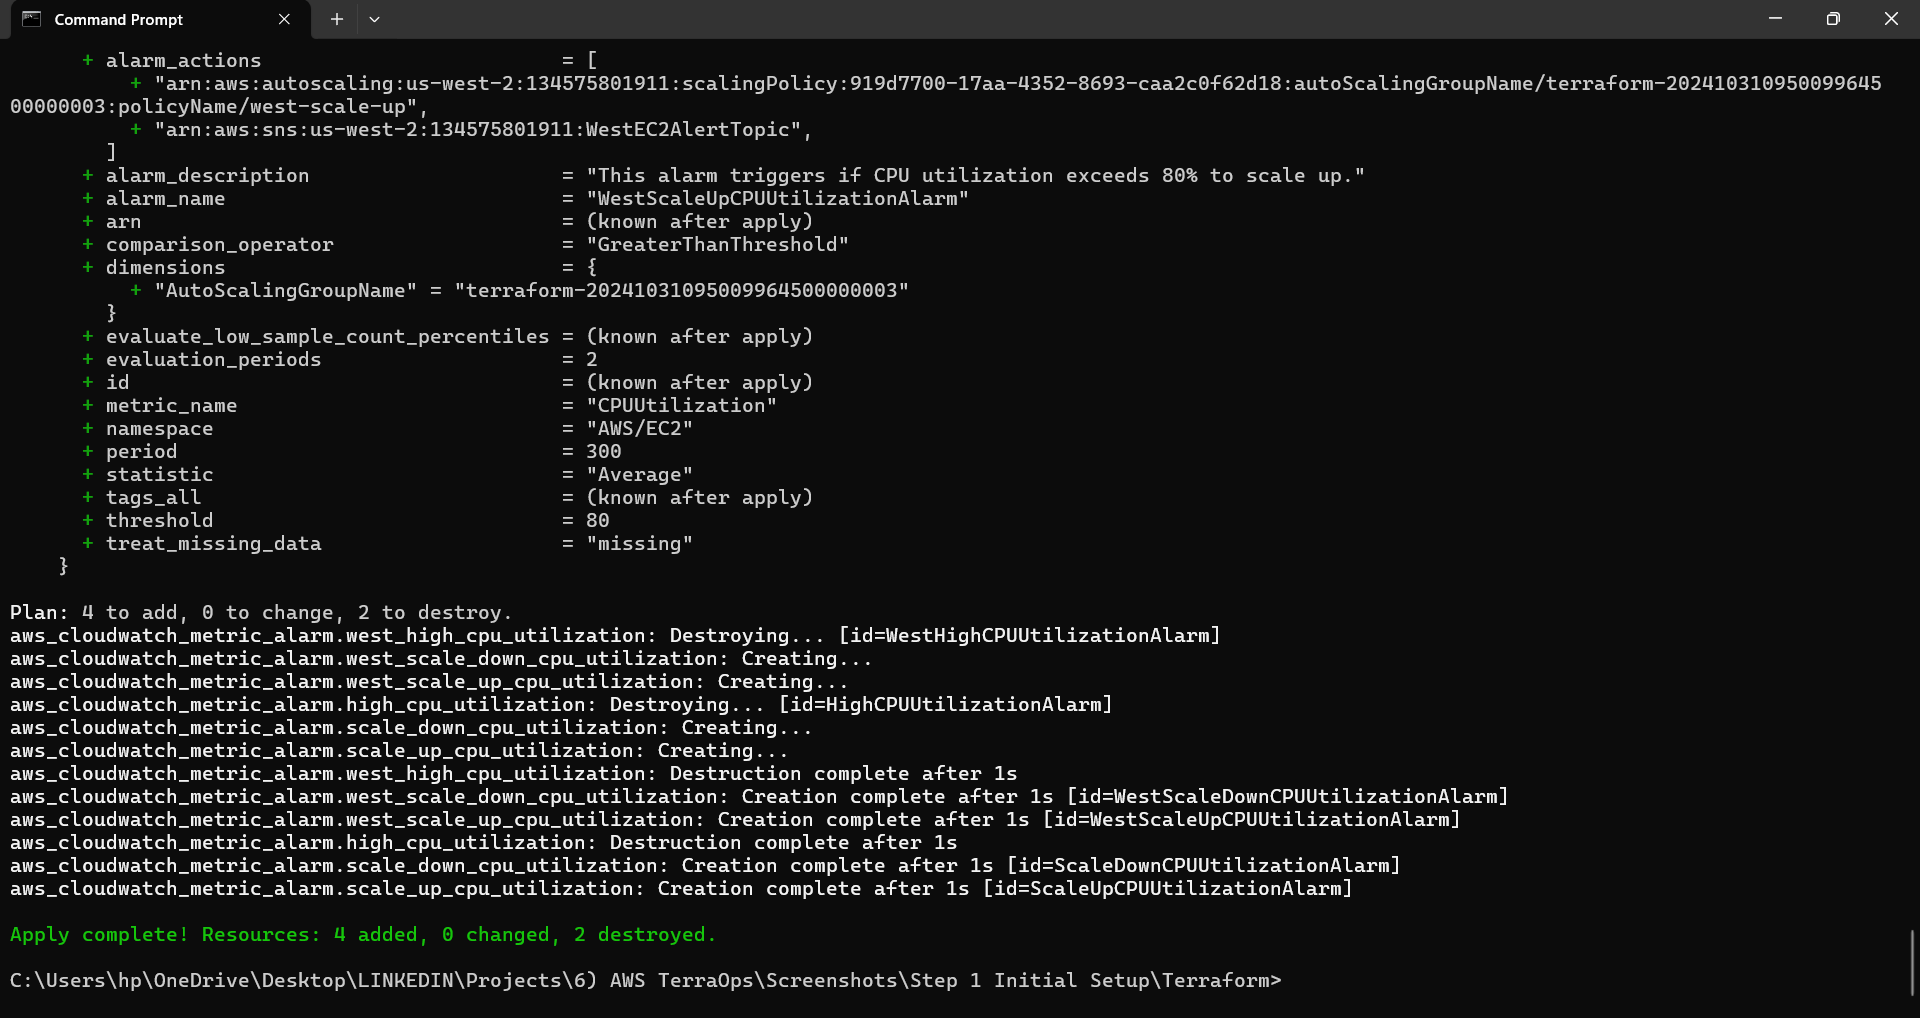 Command Prompt
+ alarm_actions                         = [
+ "arn:aws:autoscaling:us-west-2:134575801911:scalingPolicy:919d7700-17aa-4352-8693-caa2c0f62d18:autoScalingGroupName/terraform-202410310950099645
00000003:policyName/west-scale-up",
+ "arn:aws:sns:us-west-2:134575801911:WestEC2AlertTopic",
]
+ alarm_description                     = "This alarm triggers if CPU utilization exceeds 80% to scale up."
+ alarm_name                            = "WestScaleUpCPUUtilizationAlarm"
+ arn                                   = (known after apply)
+ comparison_operator                   = "GreaterThanThreshold"
+ dimensions                            = {
+ "AutoScalingGroupName" = "terraform-20241031095009964500000003"
}
+ evaluate_low_sample_count_percentiles = (known after apply)
+ evaluation_periods                    = 2
+ id                                    = (known after apply)
+ metric_name                           = "CPUUtilization"
+ namespace                             = "AWS/EC2"
+ period                                = 300
+ statistic                             = "Average"
+ tags_all                              = (known after apply)
+ threshold                             = 80
+ treat_missing_data                    = "missing"
}
Plan: 4 to add, 0 to change, 2 to destroy.
aws_cloudwatch_metric_alarm.west_high_cpu_utilization: Destroying... [id=WestHighCPUUtilizationAlarm]
aws_cloudwatch_metric_alarm.west_scale_down_cpu_utilization: Creating...
aws_cloudwatch_metric_alarm.west_scale_up_cpu_utilization: Creating...
aws_cloudwatch_metric_alarm.high_cpu_utilization: Destroying... [id=HighCPUUtilizationAlarm]
aws_cloudwatch_metric_alarm.scale_down_cpu_utilization: Creating...
aws_cloudwatch_metric_alarm.scale_up_cpu_utilization: Creating...
aws_cloudwatch_metric_alarm.west_high_cpu_utilization: Destruction complete after 1s
aws_cloudwatch_metric_alarm.west_scale_down_cpu_utilization: Creation complete after 1s [id=WestScaleDownCPUUtilizationAlarm]
aws_cloudwatch_metric_alarm.west_scale_up_cpu_utilization: Creation complete after 1s [id=WestScaleUpCPUUtilizationAlarm]
aws_cloudwatch_metric_alarm.high_cpu_utilization: Destruction complete after 1s
aws_cloudwatch_metric_alarm.scale_down_cpu_utilization: Creation complete after 1s [id=ScaleDownCPUUtilizationAlarm]
aws_cloudwatch_metric_alarm.scale_up_cpu_utilization: Creation complete after 1s [id=ScaleUpCPUUtilizationAlarm]
Apply complete! Resources: 4 added, 0 changed, 2 destroyed.
C:\Users\hp\OneDrive\Desktop\LINKEDIN\Projects\6) AWS TerraOps\Screenshots\Step 1 Initial Setup\Terraform>